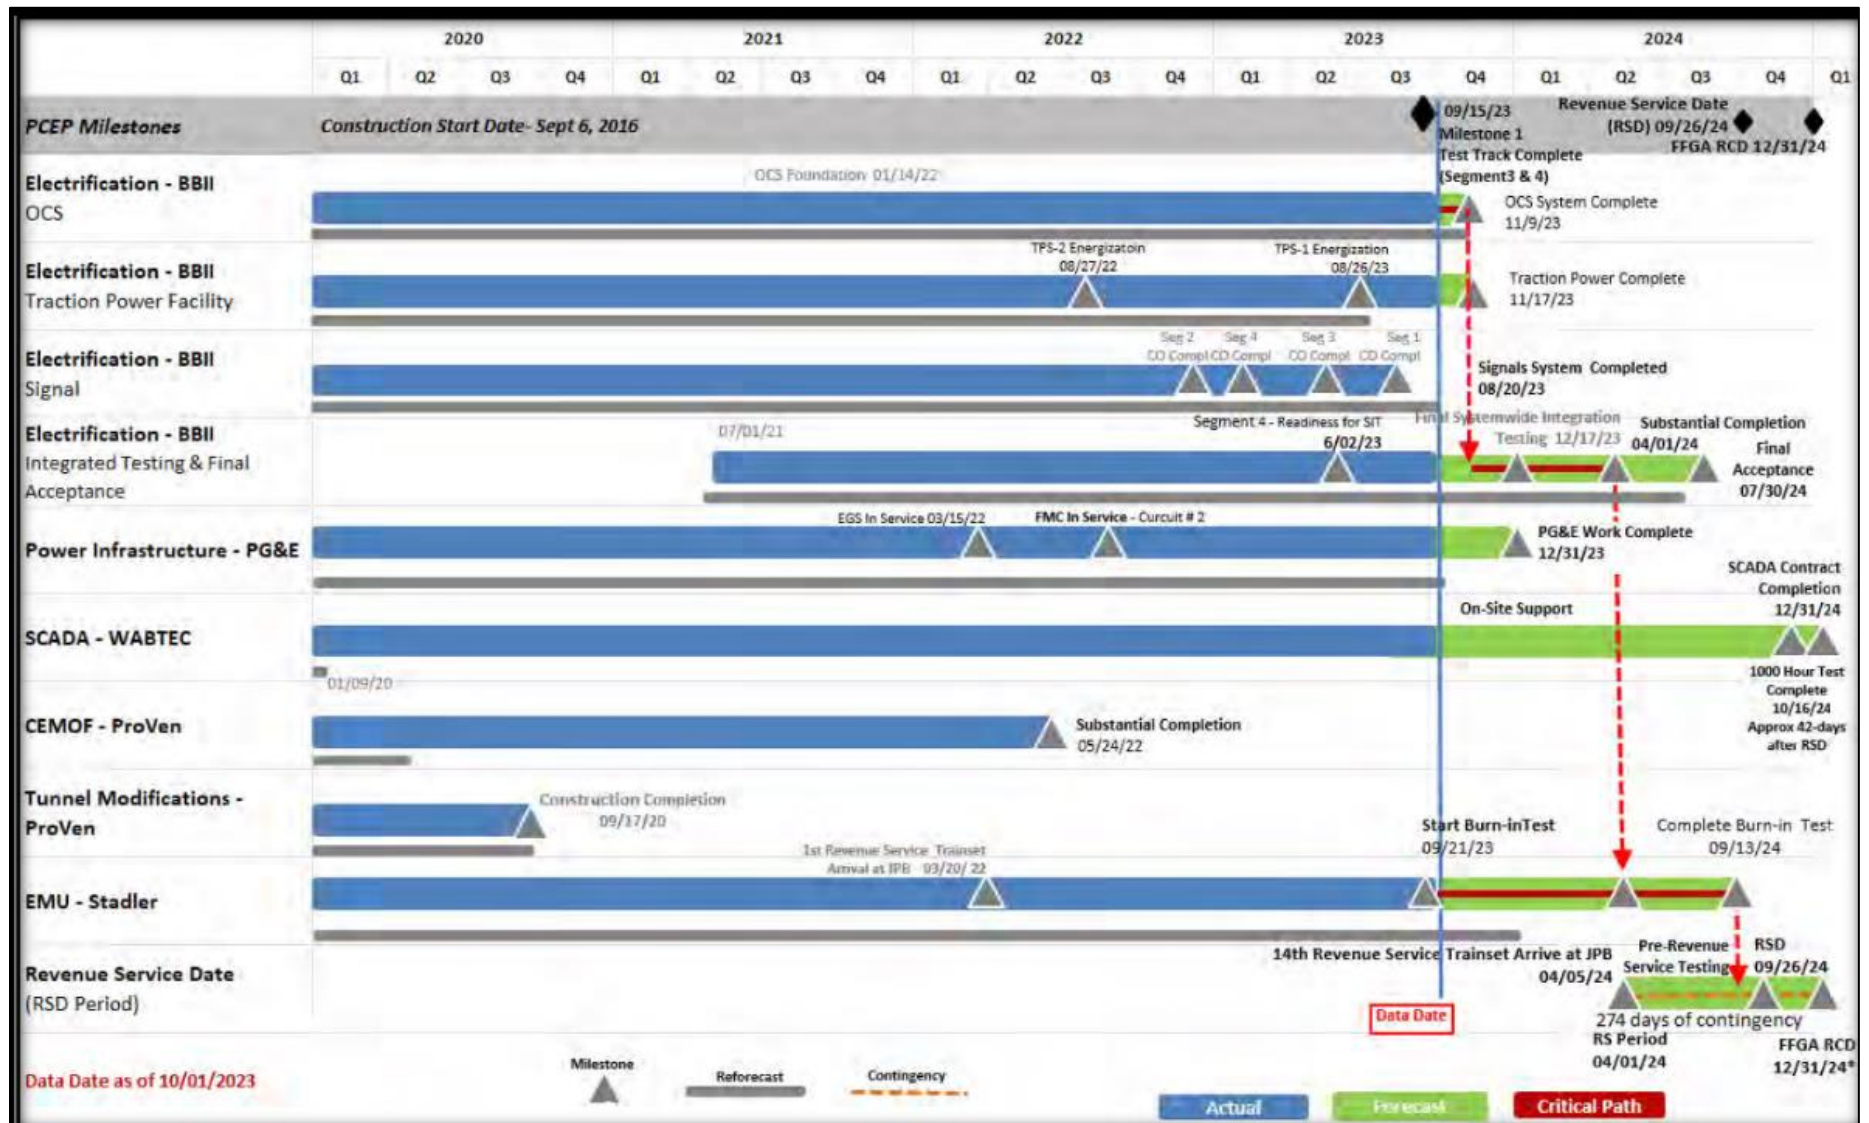 2020 2021 2022 2023 2024
Q1 Q2 Q3 Q4 Q1 Q2 Q3 Q4 Q1 Q2 Q3 Q4 Q1 Q2 Q3 Q4 Q1 Q2 Q3 Q4 Q1
PCEP Milestones
Construction Start Date- Sept 6, 2016
09/15/23
Milestone 1
Test Track Complete
(Segment3 & 4)
Revenue Service Date
(RSD) 09/26/24
FFGA RCD 12/31/24
Electrification - BBII
OCS
OCS Foundation 01/14/22
OCS System Complete
11/9/23
Electrification - BBII
Traction Power Facility
TPS-2 Energizatoin
08/27/22
TPS-1 Energization
08/26/23
Traction Power Complete
11/17/23
Electrification - BBII
Signal
Seg 2
CO Compl
Seg 4
CO Compl
Seg 3
CO Compl
Seg 1
CO Compl
Signals System Completed
08/20/23
Electrification - BBII
Integrated Testing & Final
Acceptance
07/01/21
Segment 4 - Readiness for SIT
6/02/23
Final Systemwide Integration
Testing 12/17/23
Substantial Completion
04/01/24
Final
Acceptance
07/30/24
Power Infrastructure - PG&E
EGS In Service 03/15/22
FMC In Service - Curcuit # 2
PG&E Work Complete
12/31/23
SCADA - WABTEC
01/09/20
On-Site Support
SCADA Contract
Completion
12/31/24
1000 Hour Test
Complete
10/16/24
Approx 42-days
after RSD
CEMOF - ProVen
Substantial Completion
05/24/22
Tunnel Modifications -
ProVen
Construction Completion
09/17/20
EMU - Stadler
1st Revenue Service Trainset
Arrival at JPB 03/20/ 22
Start Burn-inTest
09/21/23
Complete Burn-in Test
09/13/24
14th Revenue Service Trainset Arrive at JPB
04/05/24
Revenue Service Date
(RSD Period)
Pre-Revenue
Service Testing
RSD
09/26/24
274 days of contingency
RS Period
04/01/24
FFGA RCD
12/31/24*
Data Date
Data Date as of 10/01/2023
Milestone
Reforecast
Contingency
Actual
Forecast
Critical Path